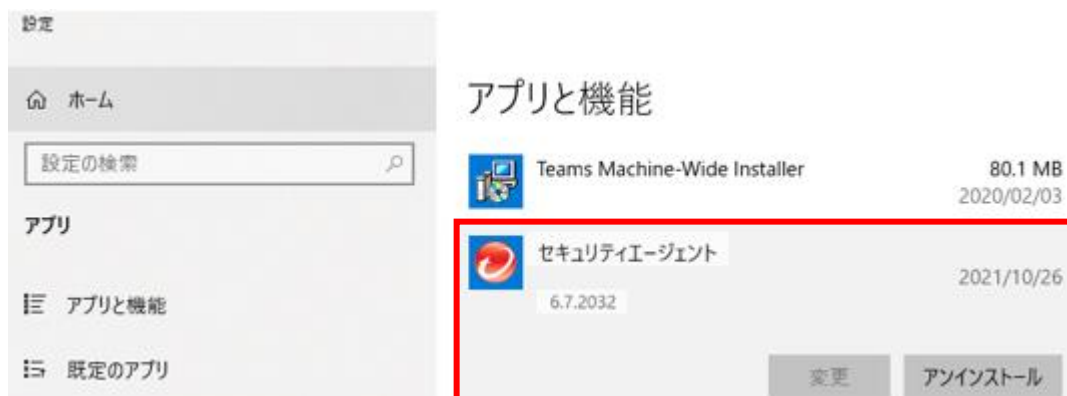 設定
ホーム
設定の検索
アプリ
アプリと機能
既定のアプリ
アプリと機能
Teams Machine-Wide Installer
80.1 MB
2020/02/03
セキュリティエージェント
2021/10/26
6.7.2032
変更
アンインストール